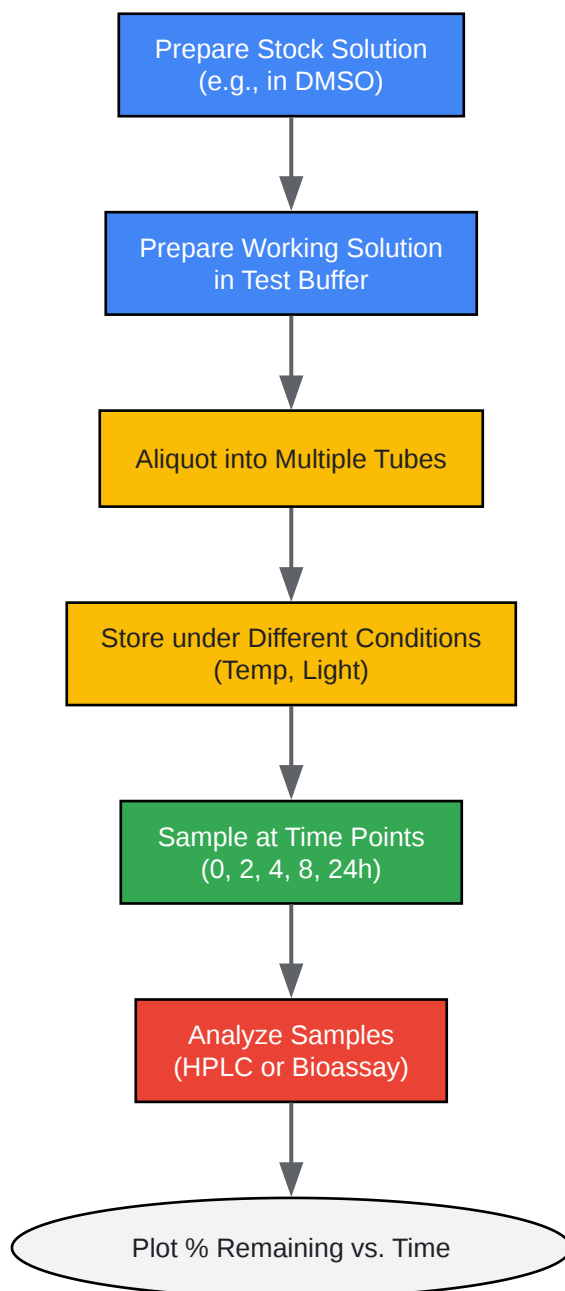 Prepare Stock Solution
(e.g., in DMSO)
Prepare Working Solution
in Test Buffer
Aliquot into Multiple Tubes
Store under Different Conditions
(Temp, Light)
Sample at Time Points
(0, 2, 4, 8, 24h)
Analyze Samples
(HPLC or Bioassay)
Plot % Remaining vs. Time